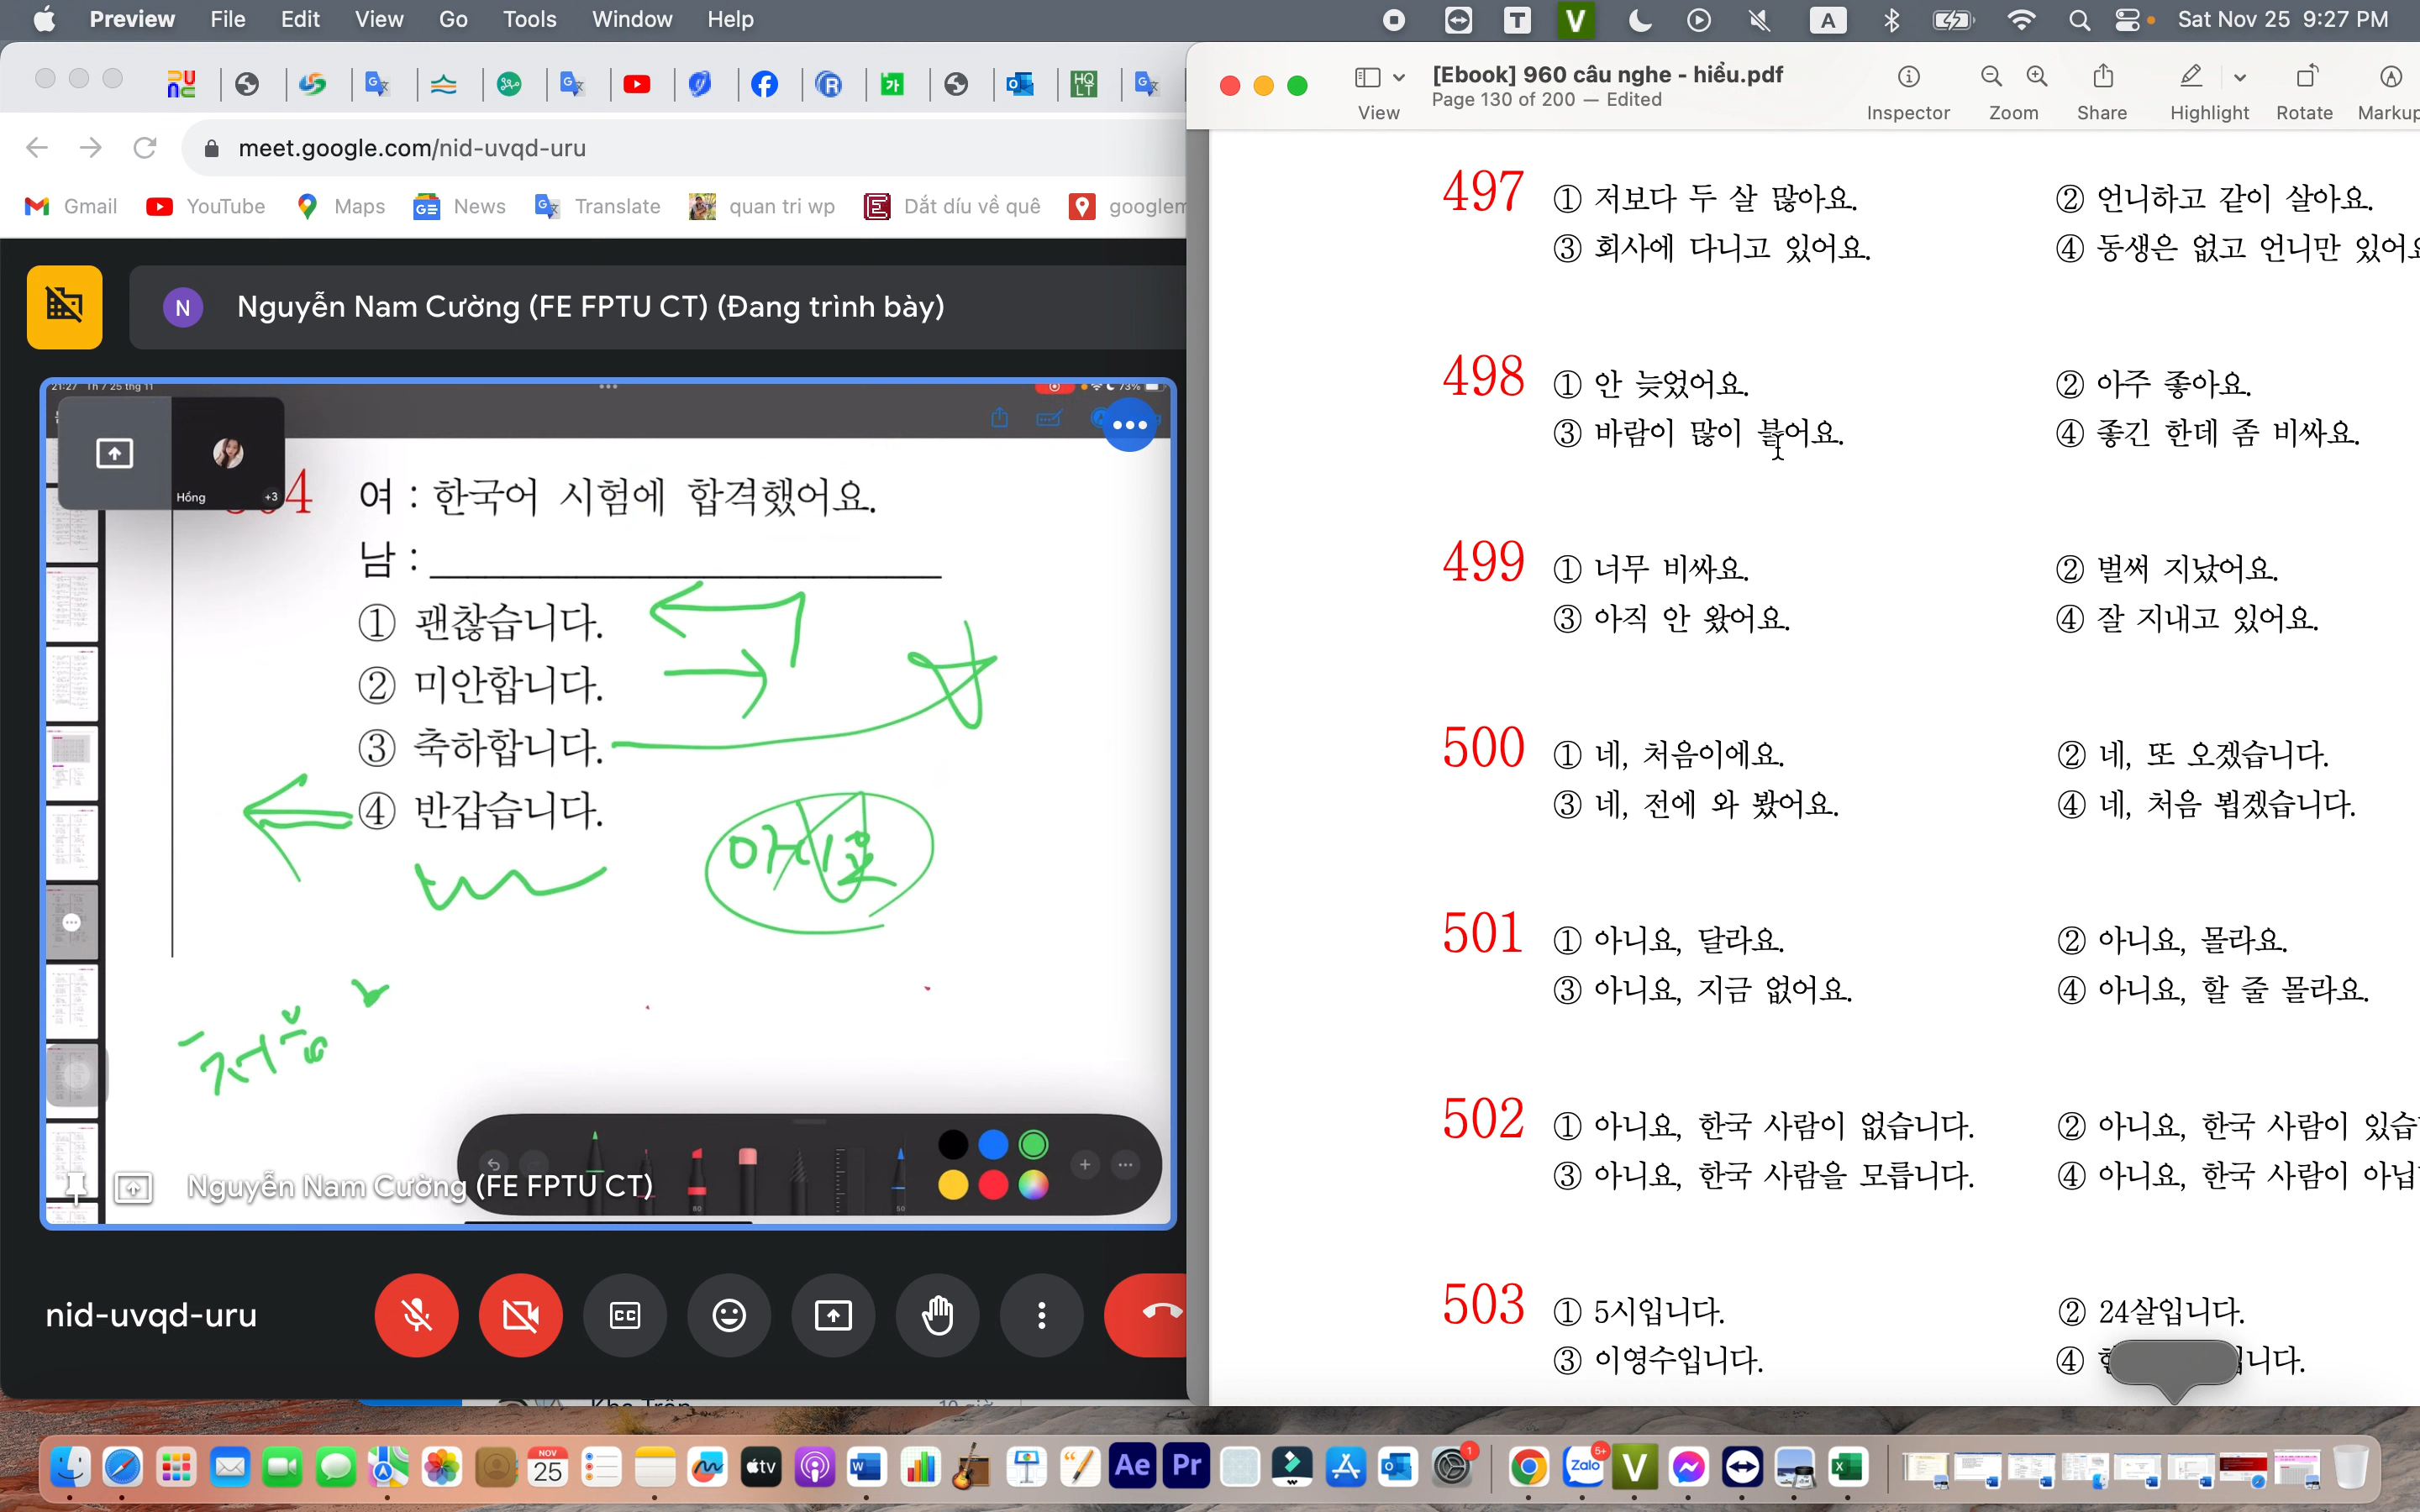 Preview File Edit View Go Tools Window Help
Sat Nov 25 9:27 PM
meet.google.com/nid-uvqd-uru
Gmail YouTube Maps News Translate quan tri wp Dắt díu về quê
Nguyễn Nam Cường (FE FPTU CT) (Đang trình bày)
21:27 Th 7 25 thg 11
73%
Hồng +3
4 여 : 한국어 시험에 합격했어요.
남 :
① 괜찮습니다.
② 미안합니다.
③ 축하합니다.
④ 반갑습니다.
Nguyễn Nam Cường (FE FPTU CT)
nid-uvqd-uru
[Ebook] 960 câu nghe - hiểu.pdf
Page 130 of 200 — Edited
View Inspector Zoom Share Highlight Rotate
497 ① 저보다 두 살 많아요. ② 언니하고 같이 살아요.
③ 회사에 다니고 있어요. ④ 동생은 없고 언니만
498 ① 안 늦었어요. ② 아주 좋아요.
③ 바람이 많이 불어요. ④ 좋긴 한데 좀 비싸요.
499 ① 너무 비싸요. ② 벌써 지났어요.
③ 아직 안 왔어요. ④ 잘 지내고 있어요.
500 ① 네, 처음이에요. ② 네, 또 오겠습니다.
③ 네, 전에 와 봤어요. ④ 네, 처음 뵙겠습니다.
501 ① 아니요, 달라요. ② 아니요, 몰라요.
③ 아니요, 지금 없어요. ④ 아니요, 할 줄 몰라요.
502 ① 아니요, 한국 사람이 없습니다. ② 아니요, 한국 사람이
③ 아니요, 한국 사람을 모릅니다. ④ 아니요, 한국 사람이
503 ① 5시입니다. ② 24살입니다.
③ 이영수입니다. ④
NOV
25
tv Ae Pr Zalo